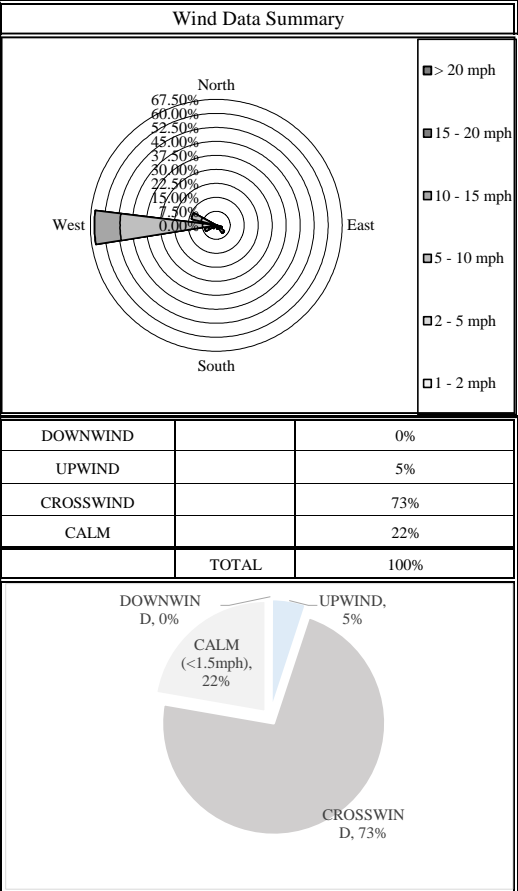 Wind Data Summary
North
67.50%
60.00%
52.50%
45.00%
37.50%
30.00%
22.50%
15.00%
7.50%
0.00%
West
East
South
> 20 mph
15 - 20 mph
10 - 15 mph
5 - 10 mph
2 - 5 mph
1 - 2 mph
DOWNWIND 0%
UPWIND 5%
CROSSWIND 73%
CALM 22%
TOTAL 100%
DOWNWIN
D, 0%
UPWIND,
5%
CALM
(<1.5mph),
22%
CROSSWIN
D, 73%